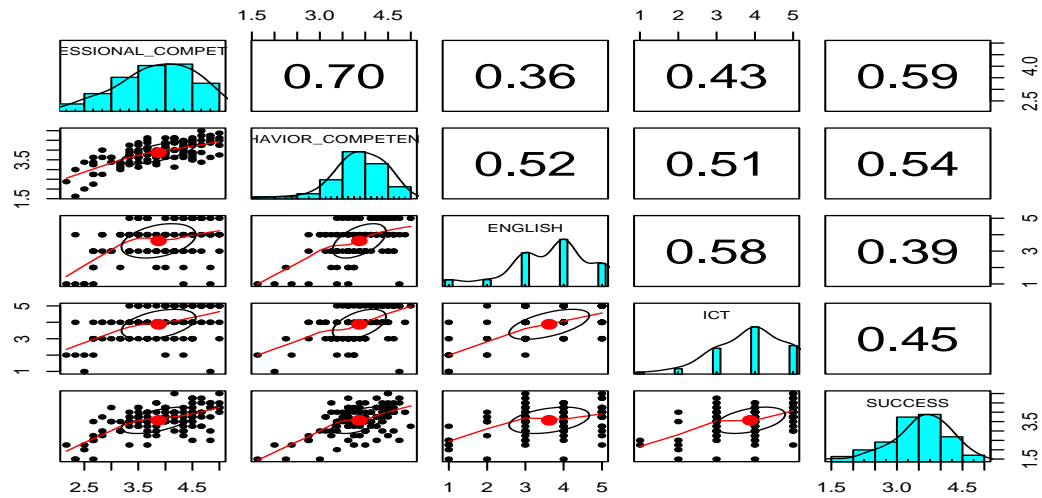 1.5 3.0 4.5 1 2 3 4 5
ESSIONAL_COMPET 0.70 0.36 0.43 0.59 2.5 4.0
1.5 3.5 HAVIOR_COMPETEN 0.52 0.51 0.54
ENGLISH 0.58 0.39 1 3 5
1 3 5 ICT 0.45
SUCCESS 1.5 3.5
2.5 3.5 4.5 1 2 3 4 5 1.5 3.0 4.5